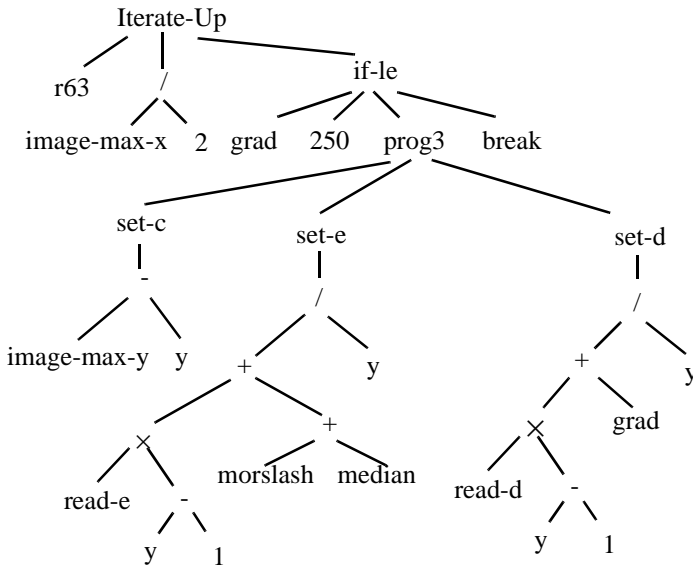 Iterate-Up
r63 / if-le
image-max-x 2 grad 250 prog3 break
set-c set-e set-d
- / /
image-max-y y + y + y
× + × grad
read-e - morslash median read-d -
y 1 y 1